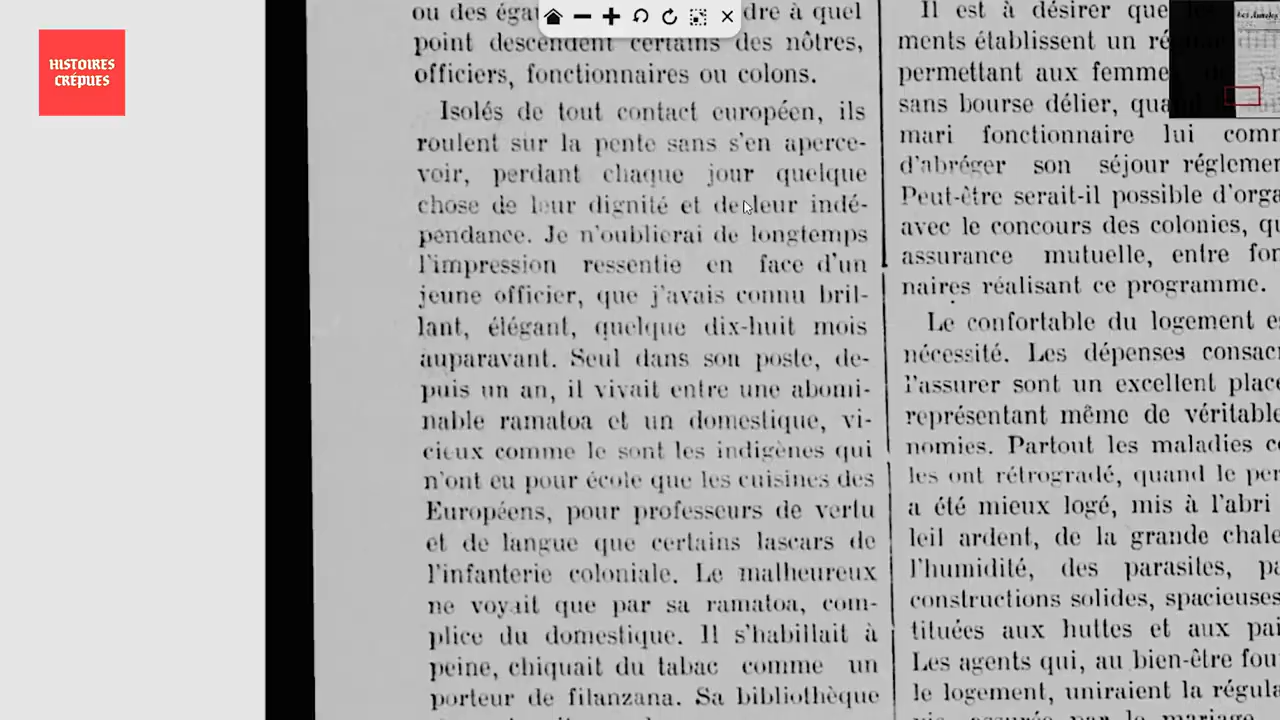 HISTOIRES
CRÉPUES
ou des
dre à quel
point descendent certains des nôtres,
officiers, fonctionnaires ou colons.
Isolés de tout contact européen, ils
roulent sur la pente sans s'en aperce-
voir, perdant chaque jour quelque
chose de leur dignité et de leur indé-
pendance. Je n'oublierai de longtemps
l'impression ressentie en face d'un
jeune officier, que j'avais connu bril-
lant, élégant, quelque dix-huit mois
auparavant. Seul dans son poste, de-
puis un an, il vivait entre une abomi-
nable ramatoa et un domestique, vi-
cieux comme le sont les indigènes qui
n'ont eu pour école que les cuisines des
Européens, pour professeurs de vertu
et de langue que certains lascars de
l'infanterie coloniale. Le malheureux
ne voyait que par sa ramatoa, com-
plice du domestique. Il s'habillait à
peine, chiquait du tabac comme un
porteur de filanzana. Sa bibliothèque
Il est à désirer que
ments établissent un
permettant aux femme
sans bourse délier, qua
mari fonctionnaire lui com
d'abréger son séjour réglemen
Peut-être serait-il possible d'orga
avec le concours des colonies, qu
assurance mutuelle, entre fon
naires réalisant ce programme.
Le confortable du logement e
nécessité. Les dépenses consac
l'assurer sont un excellent place
représentant même de véritable
nomies. Partout les maladies co
les ont rétrogradé, quand le per
a été mieux logé, mis à l'abri
leil ardent, de la grande chale
l'humidité, des parasites, pa
constructions solides, spacieuses
tituées aux huttes et aux pai
Les agents qui, au bien-être fou
le logement, uniraient la régula